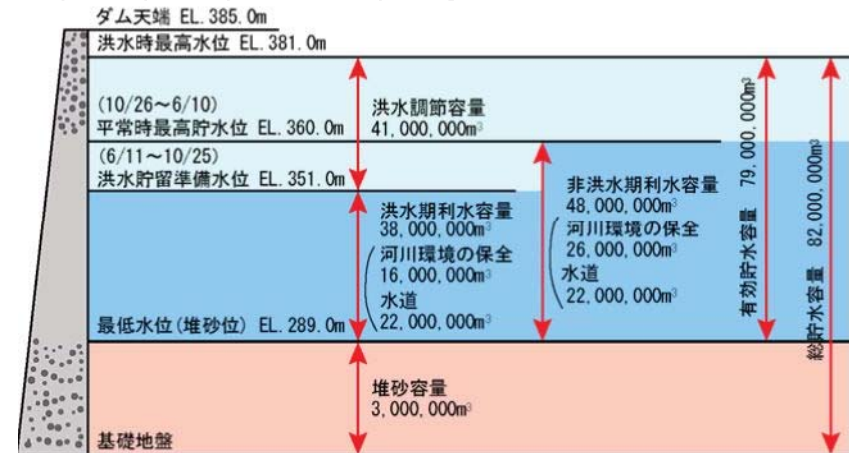 ダム天端 EL.385.0m
洪水時最高水位 EL.381.0m
(10/26～6/10)
平常時最高貯水位 EL.360.0m
(6/11～10/25)
洪水貯留準備水位 EL.351.0m
最低水位(堆砂位) EL.289.0m
基礎地盤
洪水調節容量
41,000,000m³
洪水期利水容量
38,000,000m³
河川環境の保全
16,000,000m³
水道
22,000,000m³
堆砂容量
3,000,000m³
非洪水期利水容量
48,000,000m³
河川環境の保全
26,000,000m³
水道
22,000,000m³
有効貯水容量 79,000,000m³
総貯水容量 82,000,000m³